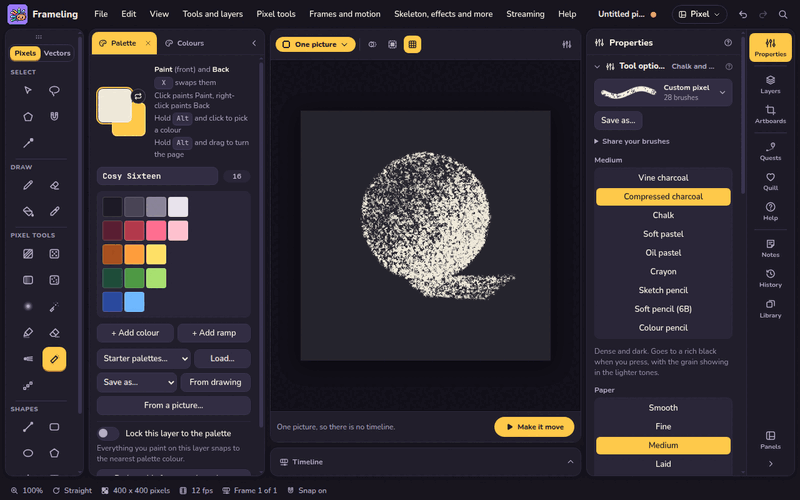 Frameling
File Edit View Tools and layers Pixel tools Frames and motion Skeleton, effects and more Streaming Help
Untitled pi...
Pixel
Pixels Vectors
SELECT
DRAW
PIXEL TOOLS
SHAPES
Palette
Colours
Paint (front) and Back
X swaps them
Click paints Paint, right-
click paints Back
Hold Alt and click to pick
a colour
Hold Alt and drag to turn
the page
Cosy Sixteen 16
+ Add colour + Add ramp
Starter palettes... Load...
Save as... From drawing
From a picture...
Lock this layer to the palette
Everything you paint on this layer snaps to
the nearest palette colour.
One picture
One picture, so there is no timeline.
Make it move
Timeline
Properties
Tool optio... Chalk and ...
Custom pixel
28 brushes
Save as...
Share your brushes
Medium
Vine charcoal
Compressed charcoal
Chalk
Soft pastel
Oil pastel
Crayon
Sketch pencil
Soft pencil (6B)
Colour pencil
Dense and dark. Goes to a rich black
when you press, with the grain showing
in the lighter tones.
Paper
Smooth
Fine
Medium
Laid
Properties
Layers
Artboards
Quests
Quill
Help
Notes
History
Library
Panels
100% Straight 400 x 400 pixels 12 fps Frame 1 of 1 Snap on